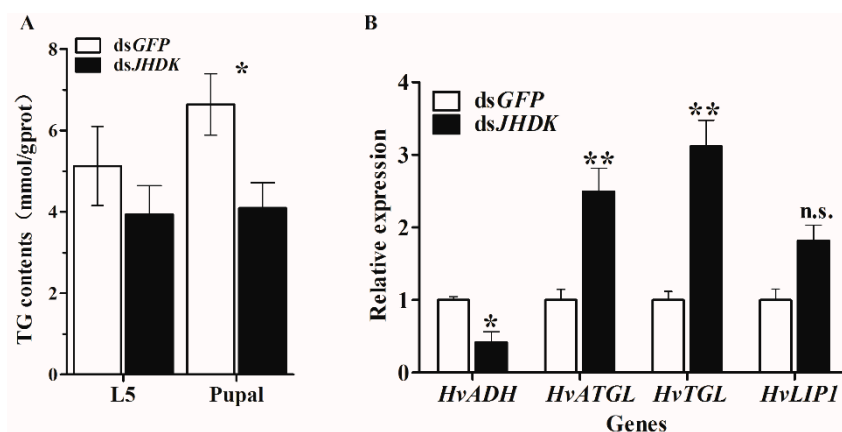 A
dsGFP
dsJHDK
*
8
6
4
2
0
TG contents（mmol/gprot）
L5 Pupal
B
dsGFP
dsJHDK
4
3
2
1
0
Relative expression
* ** ** n.s.
HvADH HvATGL HvTGL HvLIP1
Genes